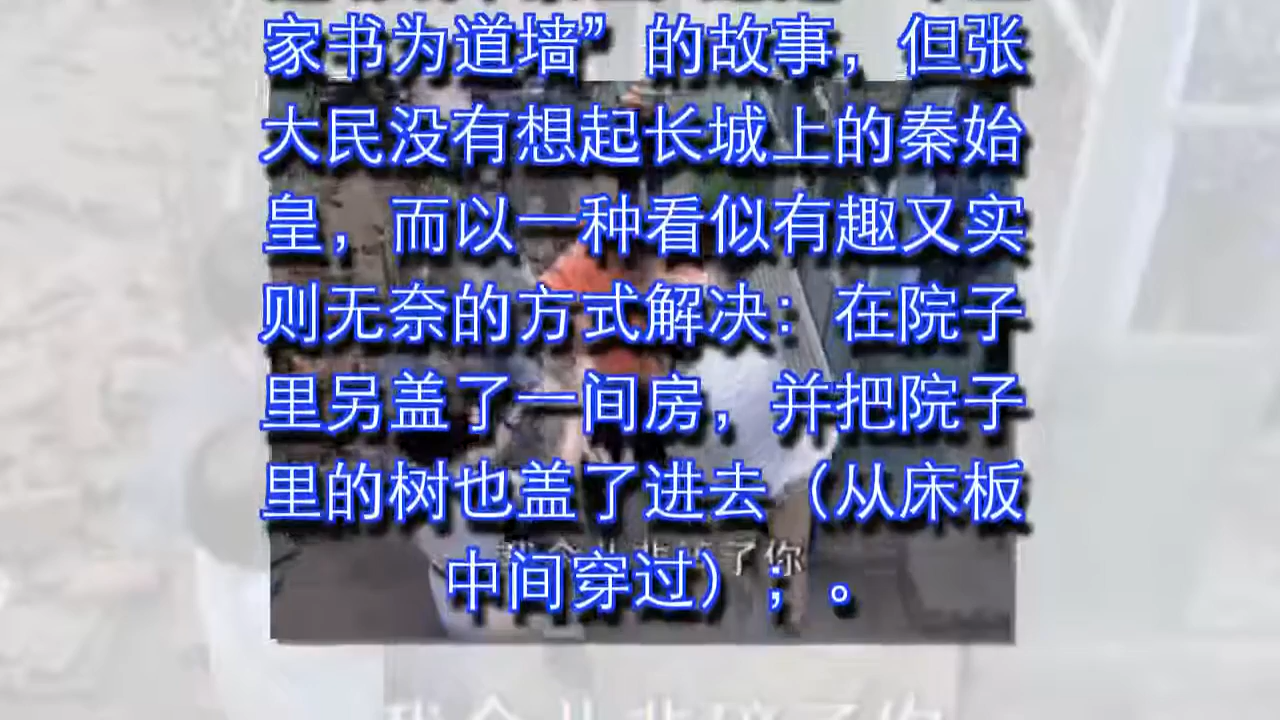 家书为道墙”的故事，但张
大民没有想起长城上的秦始
皇，而以一种看似有趣又实
则无奈的方式解决：在院子
里另盖了一间房，并把院子
里的树也盖了进去（从床板
中间穿过）；。
了你